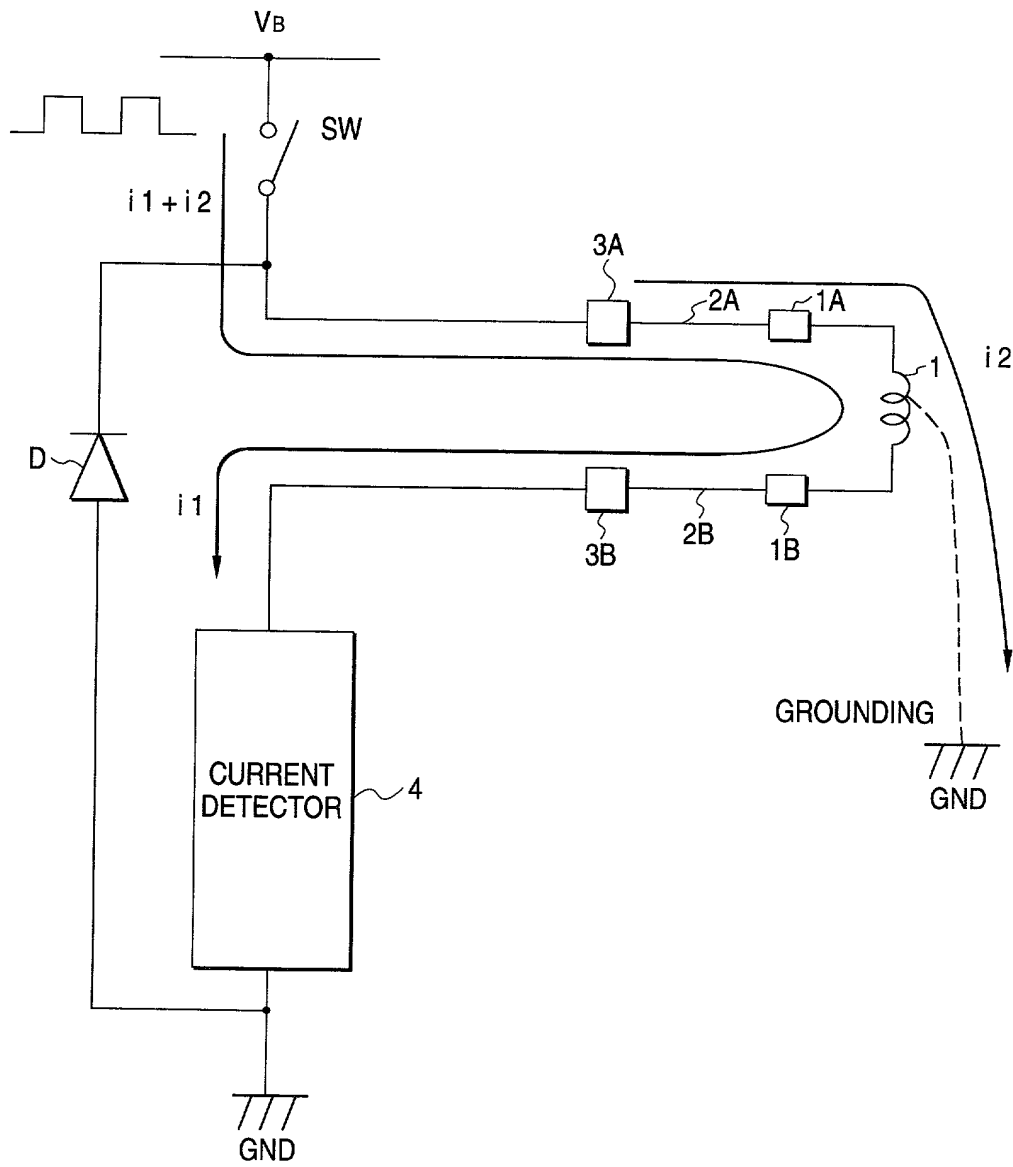 VB
SW
i1+i2
3A
2A
1A
1
i2
D
i1
3B
2B
1B
GROUNDING
GND
CURRENT
DETECTOR
4
GND